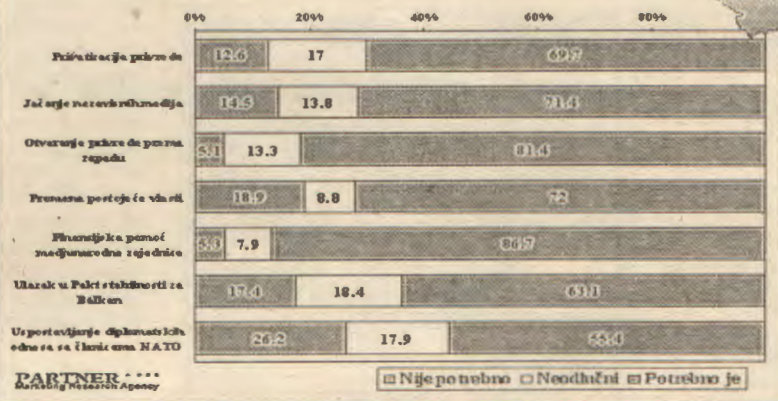 0% 20% 40% 60% 80%
Privatizacija privrede 12.6 17 69.7
Jačanje nezavisnih medija 14.5 13.8 71.4
Otvaranje privrede prema
zapadu 5.1 13.3 81.4
Promena postojeće vlasti 18.9 8.8 72
Finansijska pomoć
medjunarodne zajednice 5.3 7.9 86.7
Ulazak u Pakt stabilnosti za
Balkan 17.4 18.4 63.1
Uspostavljanje diplomatskih
odnosa sa članicama NATO 26.2 17.9 55.4
PARTNER
Marketing Research Agency
Nije potrebno Neodlučni Potrebno je